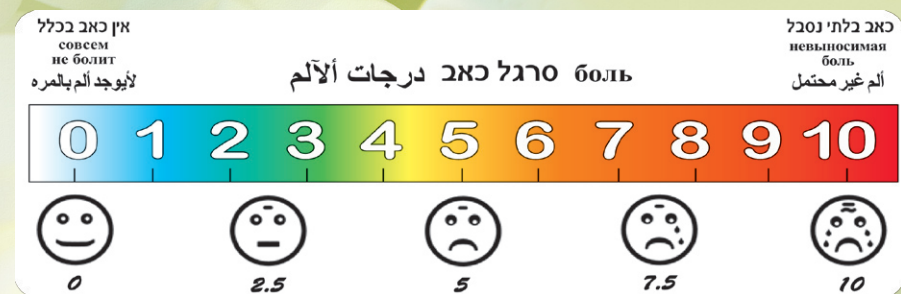 אין כאב בכלל
совсем
не болит
لأيوجد ألم بالمره
درجات ألآلم סרגל כאב боль
כאב בלתי נסבל
невыносимая
боль
ألم غير محتمل
0 1 2 3 4 5 6 7 8 9 10
0 2.5 5 7.5 10